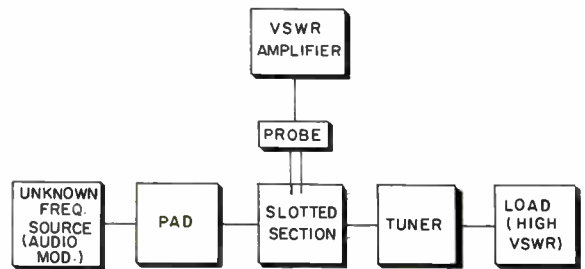 VSWR
AMPLIFIER
PROBE
UNKNOWN
FREQ.
SOURCE
(AUDIO
MOD.)
PAD
SLOTTED
SECTION
TUNER
LOAD
(HIGH
VSWR)